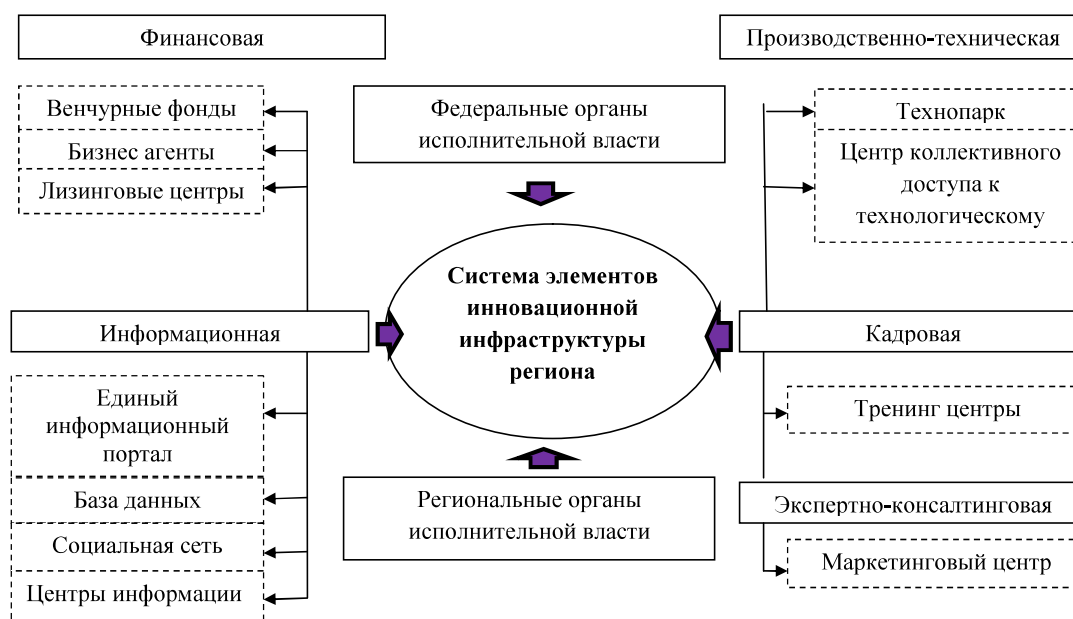 Финансовая
Венчурные фонды
Бизнес агенты
Лизинговые центры
Информационная
Единый
информационный
портал
База данных
Социальная сеть
Центры информации
Федеральные органы
исполнительной власти
Система элементов
инновационной
инфраструктуры
региона
Региональные органы
исполнительной власти
Производственно-техническая
Технопарк
Центр коллективного
доступа к
технологическому
Кадровая
Тренинг центры
Экспертно-консалтинговая
Маркетинговый центр